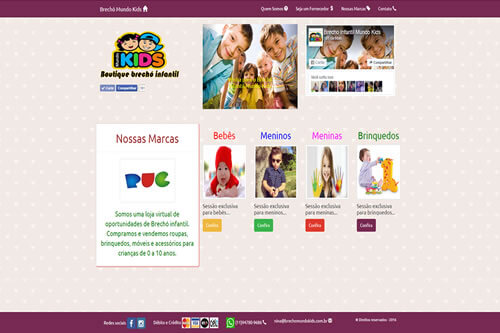 Brechó Mundo Kids
Quem Somos
Seja um Fornecedor $
Nossas Marcas
Contato
KIDS
Boutique brechó infantil
Curtir
Compartilhar
Brechó Infantil Mundo Kids
Curtir
Compartilhar
Nossas Marcas
PUC
Somos uma loja virtual de
oportunidades de Brechó infantil.
Compramos e vendemos roupas,
brinquedos, móveis e acessórios para
crianças de 0 a 10 anos.
Bebês
Sessão exclusiva
para bebês...
Confira
Meninos
Sessão exclusiva
para meninos...
Confira
Meninas
Sessão exclusiva
para meninas...
Confira
Brinquedos
Sessão exclusiva
para brinquedos...
Confira
Redes sociais
Débito e Crédito
(11)94780-9686
nina@brechomundokids.com.br
® Direitos reservados - 2016